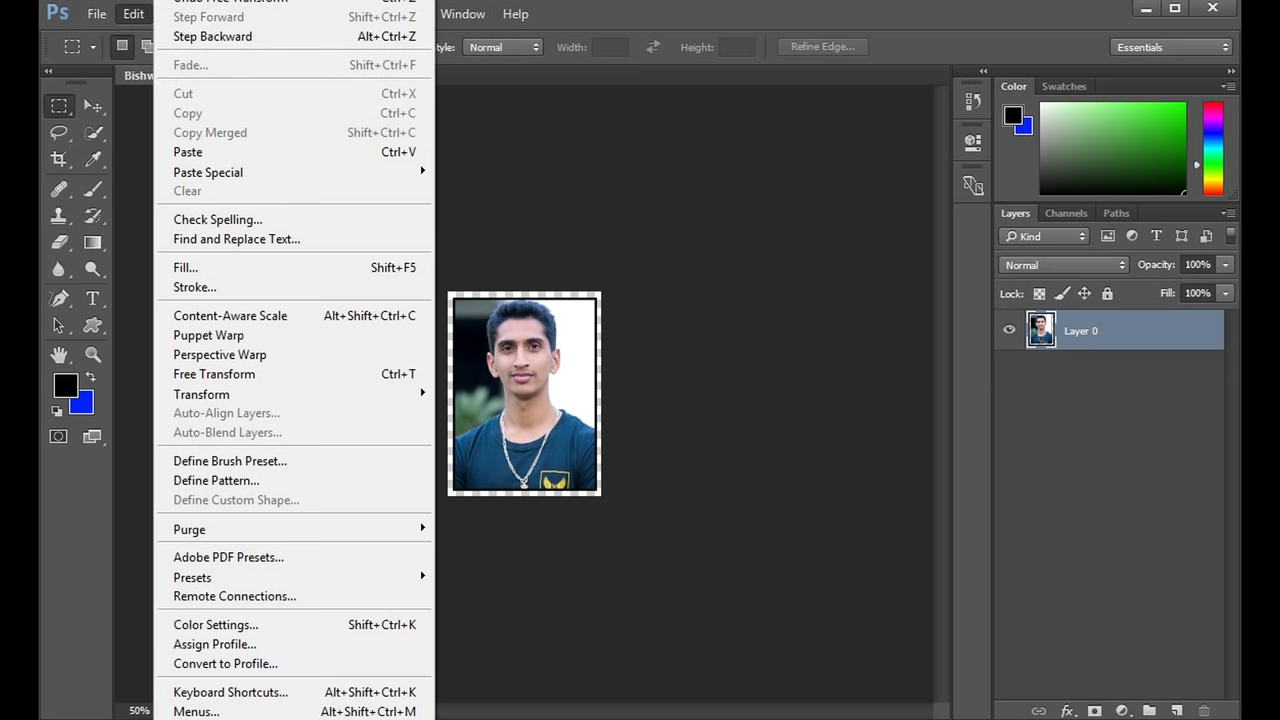 Ps File Edit Window Help
Undo Free Transform Ctrl+Z
Step Forward Shift+Ctrl+Z
Step Backward Alt+Ctrl+Z
Fade... Shift+Ctrl+F
Cut Ctrl+X
Copy Ctrl+C
Copy Merged Shift+Ctrl+C
Paste Ctrl+V
Paste Special
Clear
Check Spelling...
Find and Replace Text...
Fill... Shift+F5
Stroke...
Content-Aware Scale Alt+Shift+Ctrl+C
Puppet Warp
Perspective Warp
Free Transform Ctrl+T
Transform
Auto-Align Layers...
Auto-Blend Layers...
Define Brush Preset...
Define Pattern...
Define Custom Shape...
Purge
Adobe PDF Presets...
Presets
Remote Connections...
Color Settings... Shift+Ctrl+K
Assign Profile...
Convert to Profile...
Keyboard Shortcuts... Alt+Shift+Ctrl+K
Menus... Alt+Shift+Ctrl+M
Normal Width: Height: Refine Edge... Essentials
Bishw
50%
Color Swatches
Layers Channels Paths
Kind
Normal Opacity: 100%
Lock: Fill: 100%
Layer 0